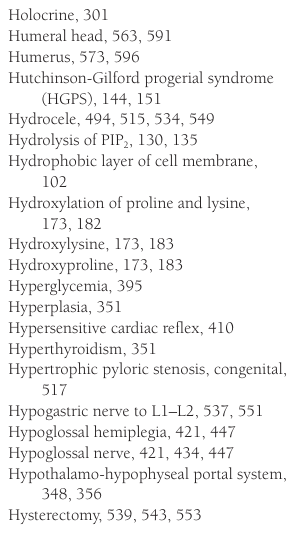 Holocrine, 301
Humeral head, 563, 591
Humerus, 573, 596
Hutchinson-Gilford progerial syndrome
(HGPS), 144, 151
Hydrocele, 494, 515, 534, 549
Hydrolysis of PIP₂, 130, 135
Hydrophobic layer of cell membrane,
102
Hydroxylation of proline and lysine,
173, 182
Hydroxylysine, 173, 183
Hydroxyproline, 173, 183
Hyperglycemia, 395
Hyperplasia, 351
Hypersensitive cardiac reflex, 410
Hyperthyroidism, 351
Hypertrophic pyloric stenosis, congenital,
517
Hypogastric nerve to L1–L2, 537, 551
Hypoglossal hemiplegia, 421, 447
Hypoglossal nerve, 421, 434, 447
Hypothalamo-hypophyseal portal system,
348, 356
Hysterectomy, 539, 543, 553